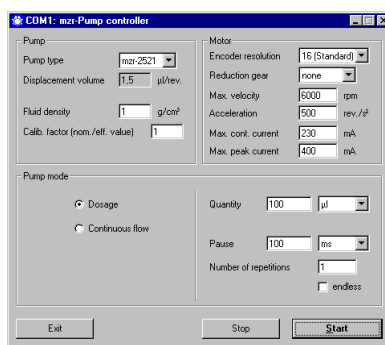 COM1: mzr-Pump controller
Pump
Pump type mzr-2521
Displacement volume 1,5 µl/rev.
Fluid density 1 g/cm³
Calib. factor (nom./eff. value) 1
Motor
Encoder resolution 16 (Standard)
Reduction gear none
Max. velocity 6000 rpm
Acceleration 500 rev./s²
Max. cont. current 230 mA
Max. peak current 400 mA
Pump mode
Dosage
Continuous flow
Quantity 100 µl
Pause 100 ms
Number of repetitions 1
endless
Exit Stop Start